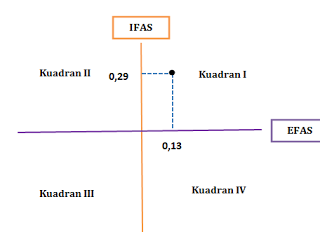 IFAS
Kuadran II
0,29
Kuadran I
EFAS
0,13
Kuadran III
Kuadran IV